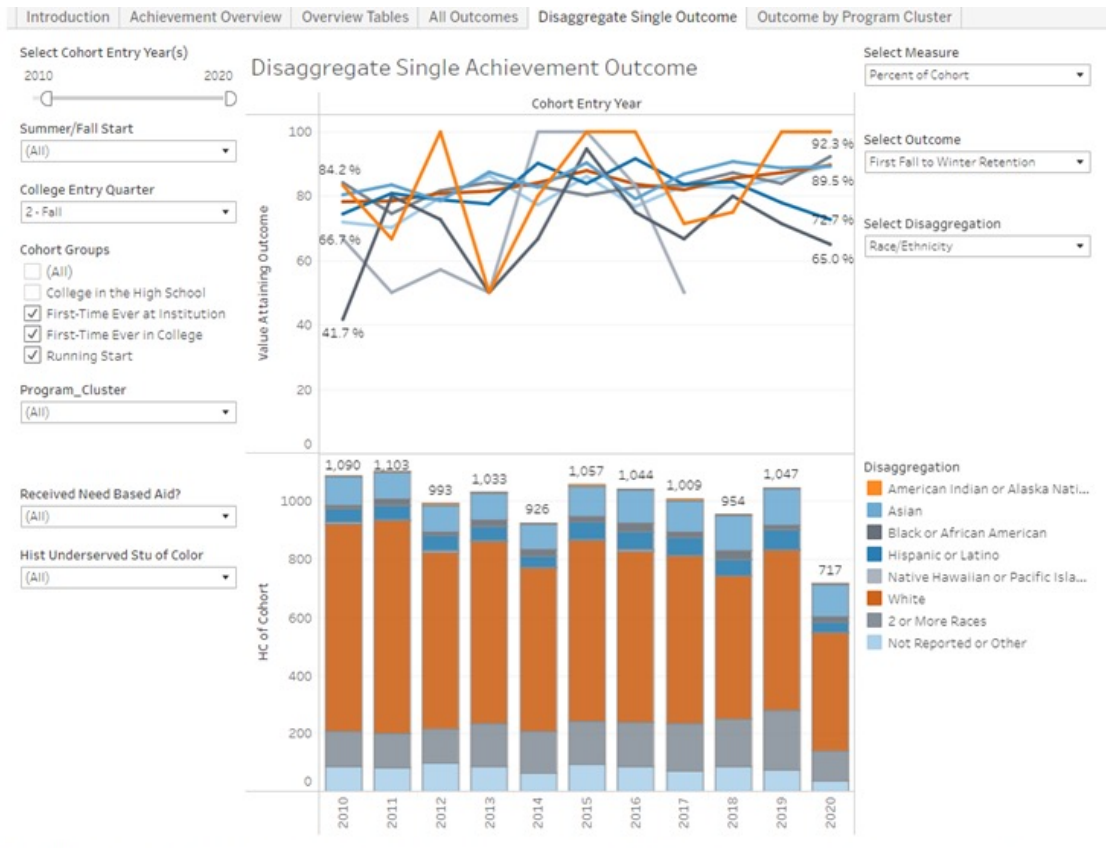 Introduction
Achievement Overview
Overview Tables
All Outcomes
Disaggregate Single Outcome
Outcome by Program Cluster
Select Cohort Entry Year(s)
2010 2020
Summer/Fall Start
(All)
College Entry Quarter
2 - Fall
Cohort Groups
(All)
College in the High School
First-Time Ever at Institution
First-Time Ever in College
Running Start
Program_Cluster
(All)
Received Need Based Aid?
(All)
Hist Underserved Stu of Color
(All)
Disaggregate Single Achievement Outcome
Cohort Entry Year
Value Attaining Outcome
100
80
60
40
20
0
84.2 %
66.7 %
41.7 %
92.3 %
89.5 %
72.7 %
65.0 %
HC of Cohort
1000
800
600
400
200
0
1,090 1,103 993 1,033 926 1,057 1,044 1,009 954 1,047 717
2010 2011 2012 2013 2014 2015 2016 2017 2018 2019 2020
Select Measure
Percent of Cohort
Select Outcome
First Fall to Winter Retention
Select Disaggregation
Race/Ethnicity
Disaggregation
American Indian or Alaska Nati...
Asian
Black or African American
Hispanic or Latino
Native Hawaiian or Pacific Isla...
White
2 or More Races
Not Reported or Other